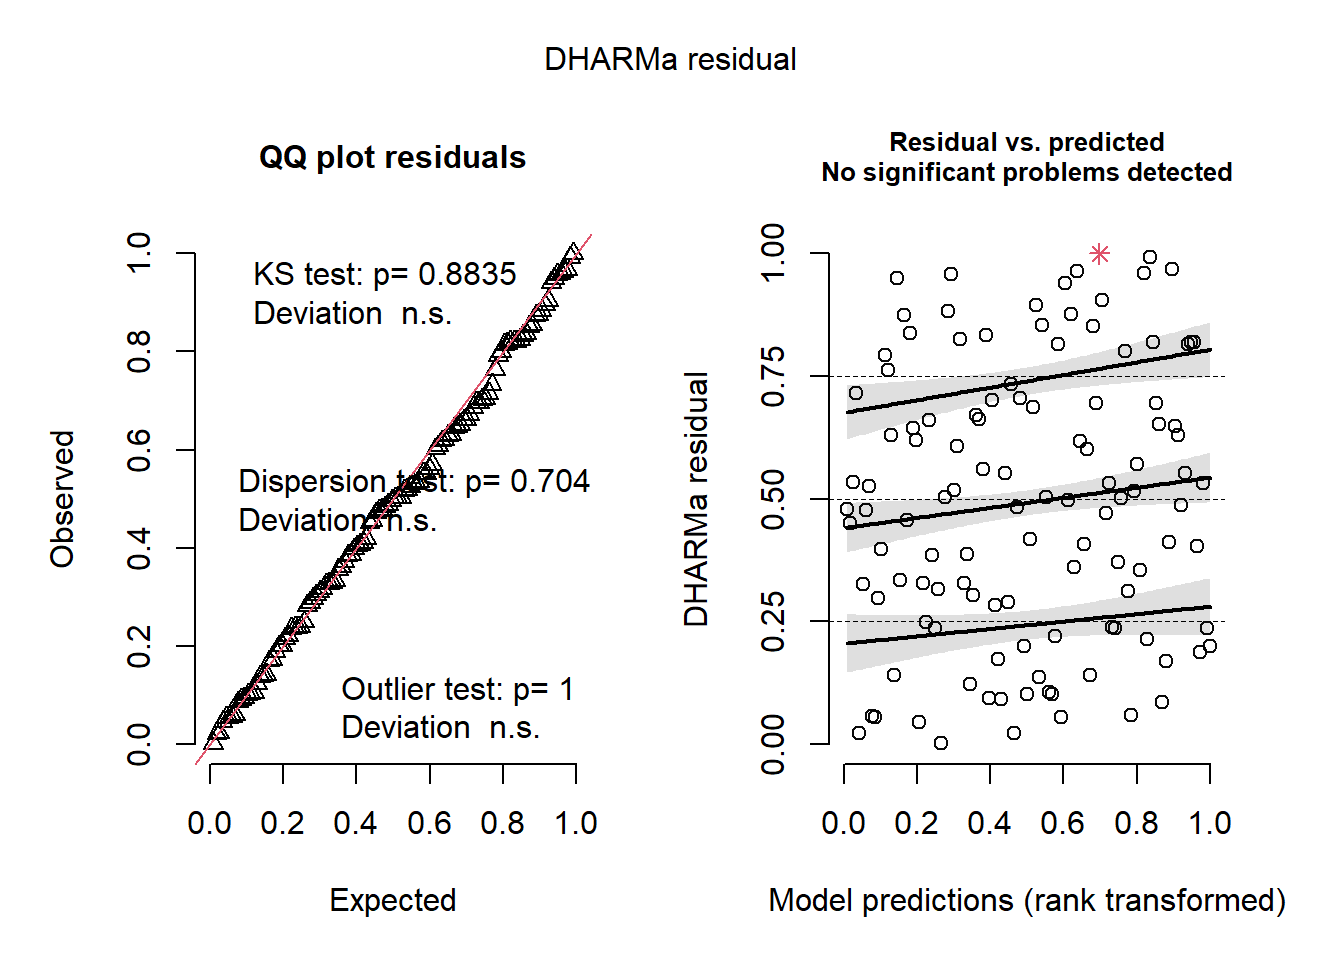 DHARMa residual
QQ plot residuals
KS test: p= 0.8835
Deviation  n.s.
Dispersion test: p= 0.704
Deviation  n.s.
Outlier test: p= 1
Deviation  n.s.
Observed
0.0 0.2 0.4 0.6 0.8 1.0
0.0 0.2 0.4 0.6 0.8 1.0
Expected
Residual vs. predicted
No significant problems detected
DHARMa residual
0.00 0.25 0.50 0.75 1.00
0.0 0.2 0.4 0.6 0.8 1.0
Model predictions (rank transformed)